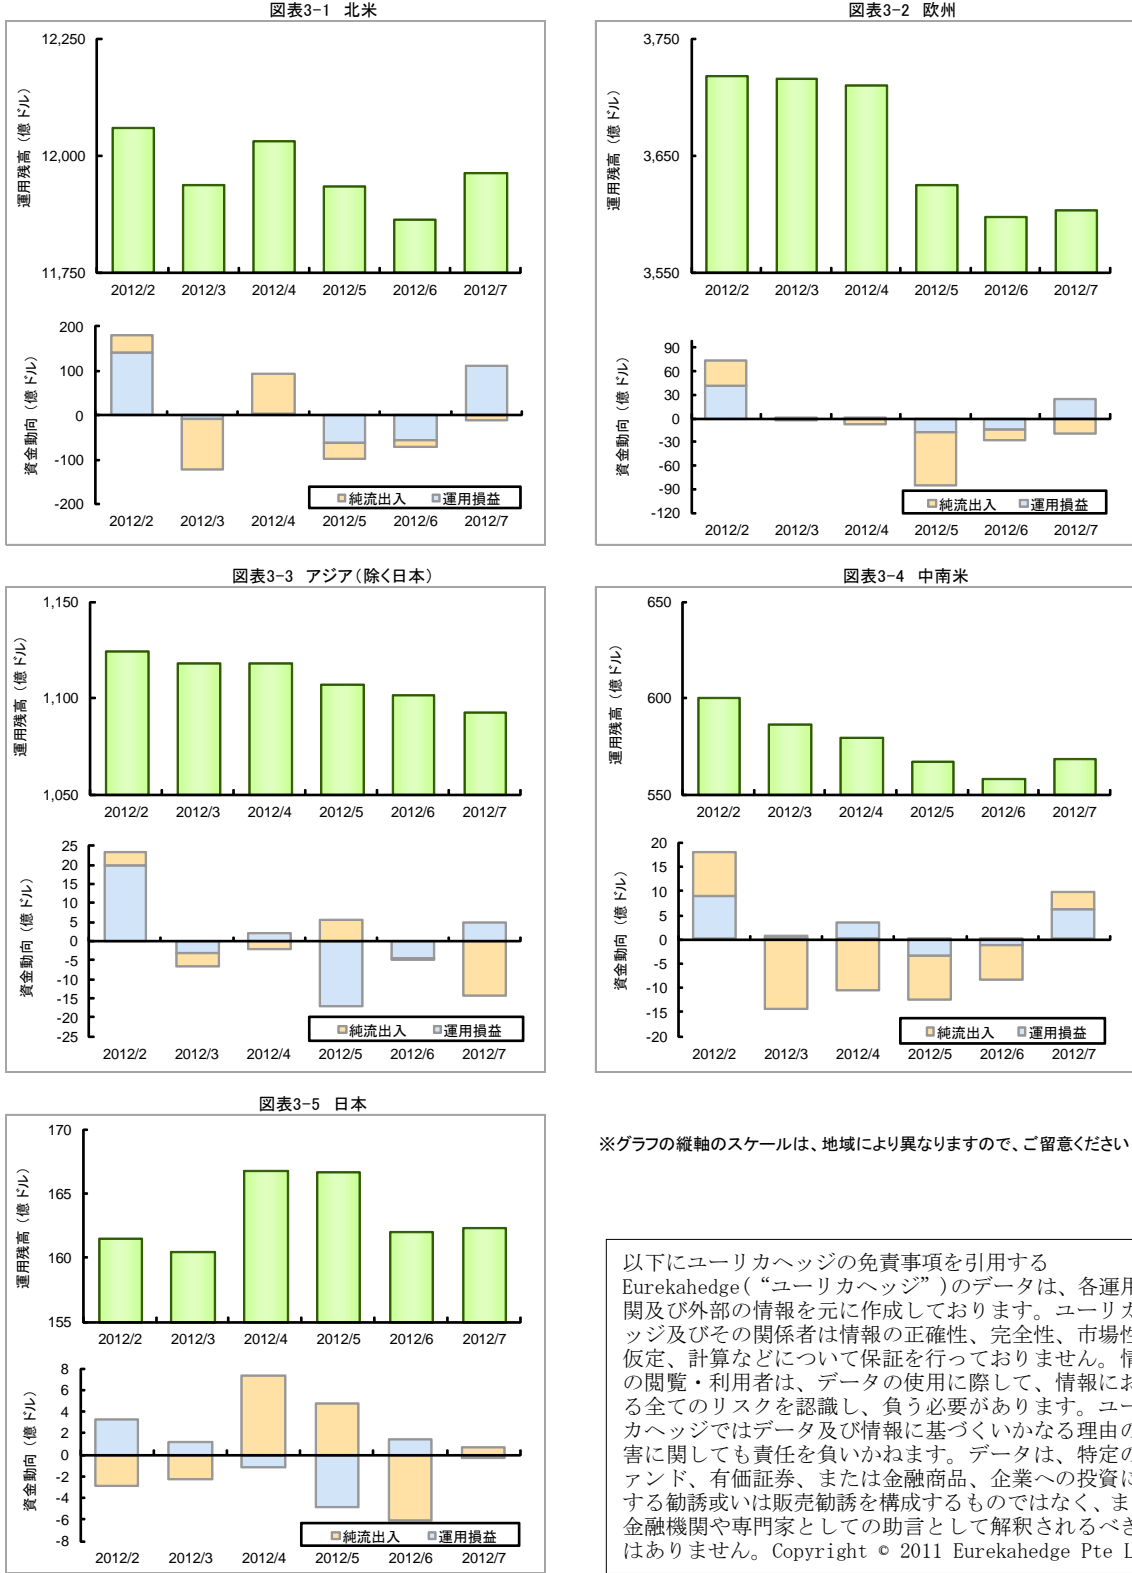 図表3-1 北米
運用残高（億ドル）
12,250
12,000
11,750
2012/2 2012/3 2012/4 2012/5 2012/6 2012/7
資金動向（億ドル）
200
100
0
-100
-200
純流出入 運用損益
2012/2 2012/3 2012/4 2012/5 2012/6 2012/7
図表3-2 欧州
運用残高（億ドル）
3,750
3,650
3,550
2012/2 2012/3 2012/4 2012/5 2012/6 2012/7
資金動向（億ドル）
90
60
30
0
-30
-60
-90
-120
純流出入 運用損益
2012/2 2012/3 2012/4 2012/5 2012/6 2012/7
図表3-3 アジア（除く日本）
運用残高（億ドル）
1,150
1,100
1,050
2012/2 2012/3 2012/4 2012/5 2012/6 2012/7
資金動向（億ドル）
25
20
15
10
5
0
-5
-10
-15
-20
-25
純流出入 運用損益
2012/2 2012/3 2012/4 2012/5 2012/6 2012/7
図表3-4 中南米
運用残高（億ドル）
650
600
550
2012/2 2012/3 2012/4 2012/5 2012/6 2012/7
資金動向（億ドル）
20
15
10
5
0
-5
-10
-15
-20
純流出入 運用損益
2012/2 2012/3 2012/4 2012/5 2012/6 2012/7
図表3-5 日本
運用残高（億ドル）
170
165
160
155
2012/2 2012/3 2012/4 2012/5 2012/6 2012/7
資金動向（億ドル）
8
6
4
2
0
-2
-4
-6
-8
純流出入 運用損益
2012/2 2012/3 2012/4 2012/5 2012/6 2012/7
※グラフの縦軸のスケールは、地域により異なりますので、ご留意ください
以下にユーリカヘッジの免責事項を引用する
Eurekahedge(“ユーリカヘッジ”)のデータは、各運用
関及び外部の情報を元に作成しております。ユーリカ
ッジ及びその関係者は情報の正確性、完全性、市場性
仮定、計算などについて保証を行っておりません。
の閲覧・利用者は、データの使用に際して、情報にお
る全てのリスクを認識し、負う必要があります。ユー
カヘッジではデータ及び情報に基づくいかなる理由の
害に関しても責任を負いかねます。データは、特定の
ァンド、有価証券、または金融商品、企業への投資に
する勧誘或いは販売勧誘を構成するものではなく、ま
金融機関や専門家としての助言として解釈されるべき
はありません。Copyright © 2011 Eurekahedge Pte L